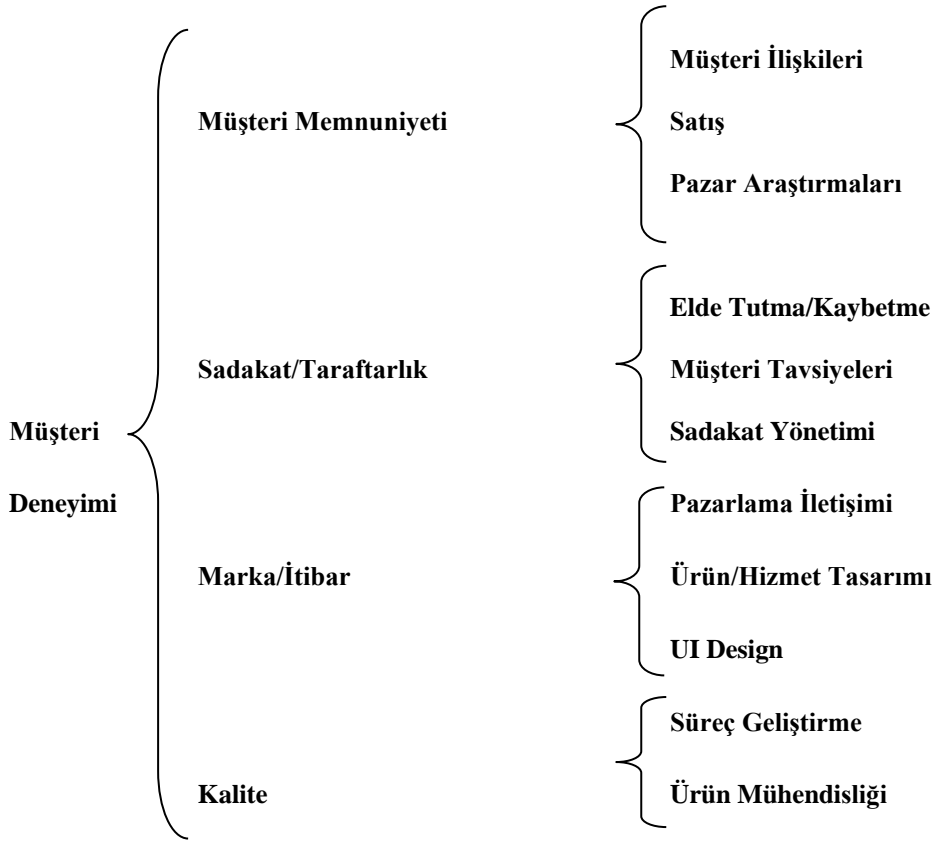 Müşteri
Deneyimi
Müşteri Memnuniyeti
Müşteri İlişkileri
Satış
Pazar Araştırmaları
Sadakat/Taraftarlık
Elde Tutma/Kaybetme
Müşteri Tavsiyeleri
Sadakat Yönetimi
Marka/İtibar
Pazarlama İletişimi
Ürün/Hizmet Tasarımı
UI Design
Kalite
Süreç Geliştirme
Ürün Mühendisliği